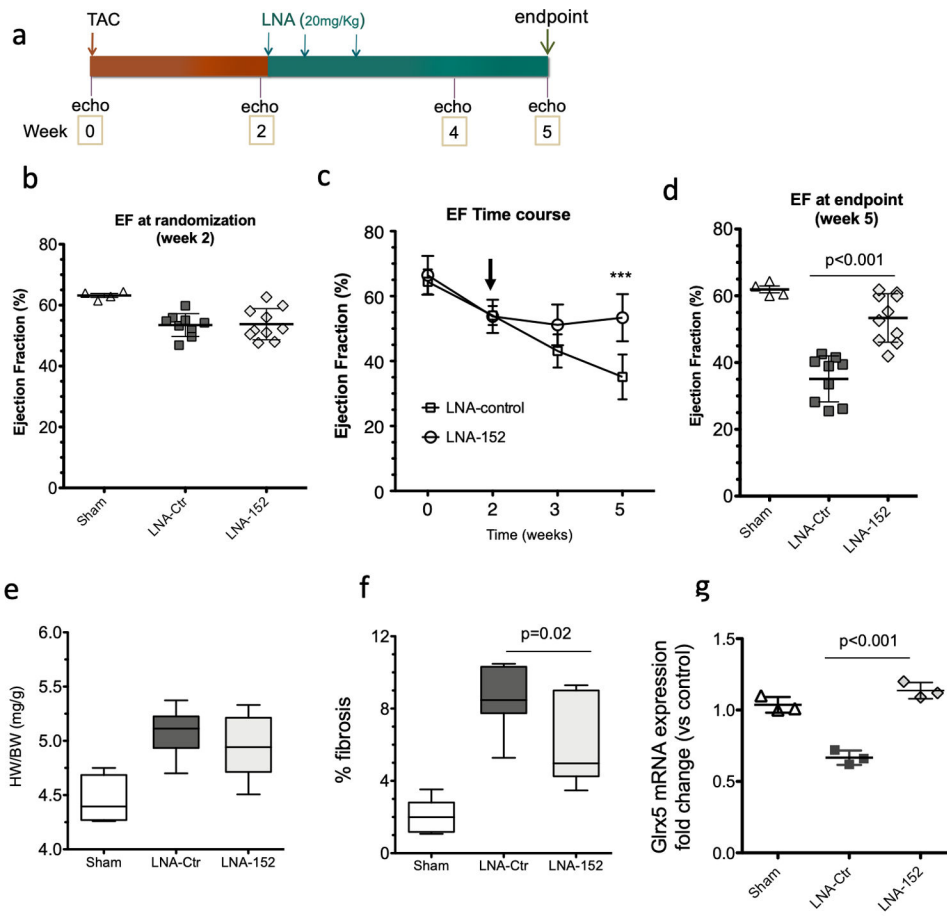 a
TAC
LNA (20mg/Kg)
endpoint
echo
echo
echo
echo
Week
0
2
4
5
b
EF at randomization
(week 2)
Ejection Fraction (%)
80
60
40
20
0
Sham
LNA-Ctr
LNA-152
c
EF Time course
Ejection Fraction (%)
80
60
40
20
0
***
LNA-control
LNA-152
0
2
3
5
Time (weeks)
d
EF at endpoint
(week 5)
p<0.001
Ejection Fraction (%)
80
60
40
20
0
Sham
LNA-Ctr
LNA-152
e
HW/BW (mg/g)
6.0
5.5
5.0
4.5
4.0
Sham
LNA-Ctr
LNA-152
f
p=0.02
% fibrosis
12
8
4
0
Sham
LNA-Ctr
LNA-152
g
p<0.001
Glrx5 mRNA expression
fold change (vs control)
1.5
1.0
0.5
0.0
Sham
LNA-Ctr
LNA-152